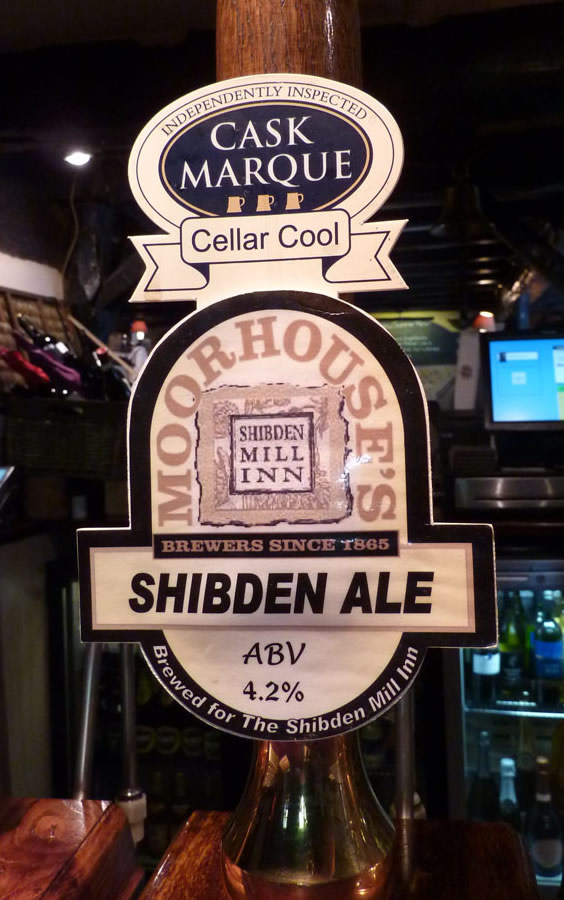 INDEPENDENTLY INSPECTED
CASK
MARQUE
Cellar Cool
MOORHOUSE'S
SHIBDEN
MILL
INN
BREWERS SINCE 1865
SHIBDEN ALE
ABV
4.2%
Brewed for The Shibden Mill Inn